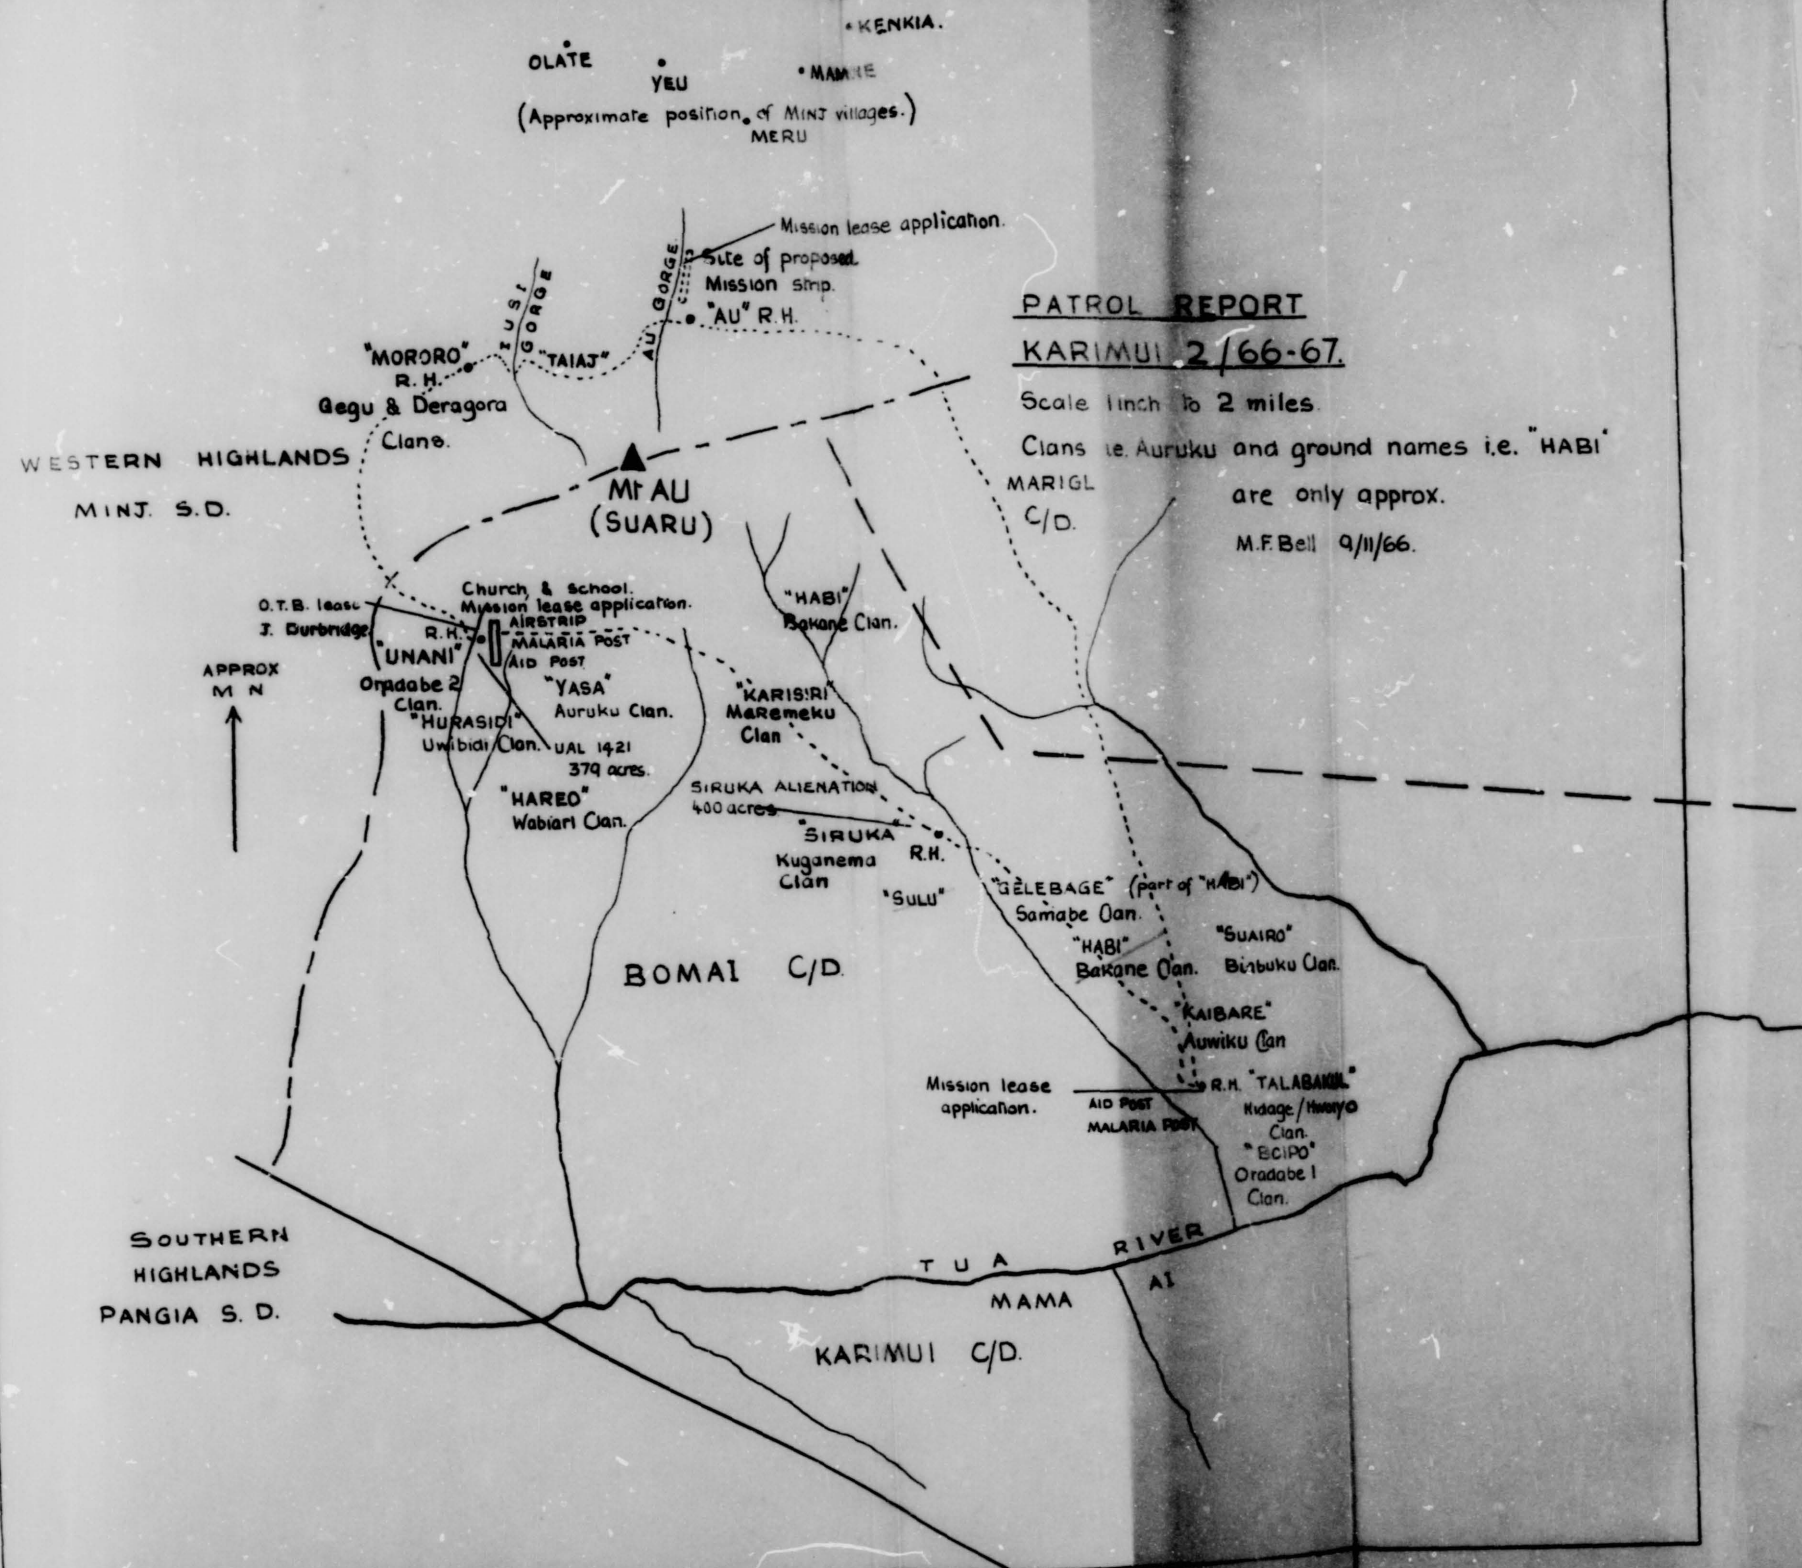 KENKIA.
OLATE
YEU
(Approximate position of MINJ villages.)
MERU
Mission lease application.
Site of proposed
Mission strip.
"AU" R.H.
AU GORGE
GORGE
"TAIAJ"
"MORORO"
R.H.
Gegu & Deragora
Clans.
PATROL REPORT
KARIMUI 2/66-67.
Scale 1 inch to 2 miles.
Clans i.e. Auruku and ground names i.e. "HABI"
are only approx.
M.F. Bell 9/11/66.
WESTERN HIGHLANDS
MINJ. S.D.
Mt AU
(SUARU)
MARIGL
C/D.
Church & School.
Mission lease application.
O.T.B. lease
J. Durbridge
AIRSTRIP
R.H.
MALARIA POST
AID POST
"UNANI"
Oradabe 2
Clan.
"HABI"
Bakane Clan.
APPROX
M N
"YASA"
Auruku Clan.
"HURASIDI"
Uwibidi Clan.
UAL 1421
379 acres.
"KARISIRI"
Maremeku
Clan
"HAREO"
Wabiari Clan.
SIRUKA ALIENATION
400 acres
"SIRUKA"
R.H.
Kuganema
Clan
"SULU"
"GELEBAGE" (part of "HABI")
Samabe Clan.
"HABI"
Bakane Clan.
"SUAIRO"
Clan.
BOMAI C/D.
"KAIBARE"
Auwiku Clan
R.H.
Mission lease
application.
AID POST
MALARIA POST
Clan.
Oradabe 1
Clan.
SOUTHERN
HIGHLANDS
PANGIA S. D.
TUA RIVER
MAMA
AI
KARIMUI C/D.